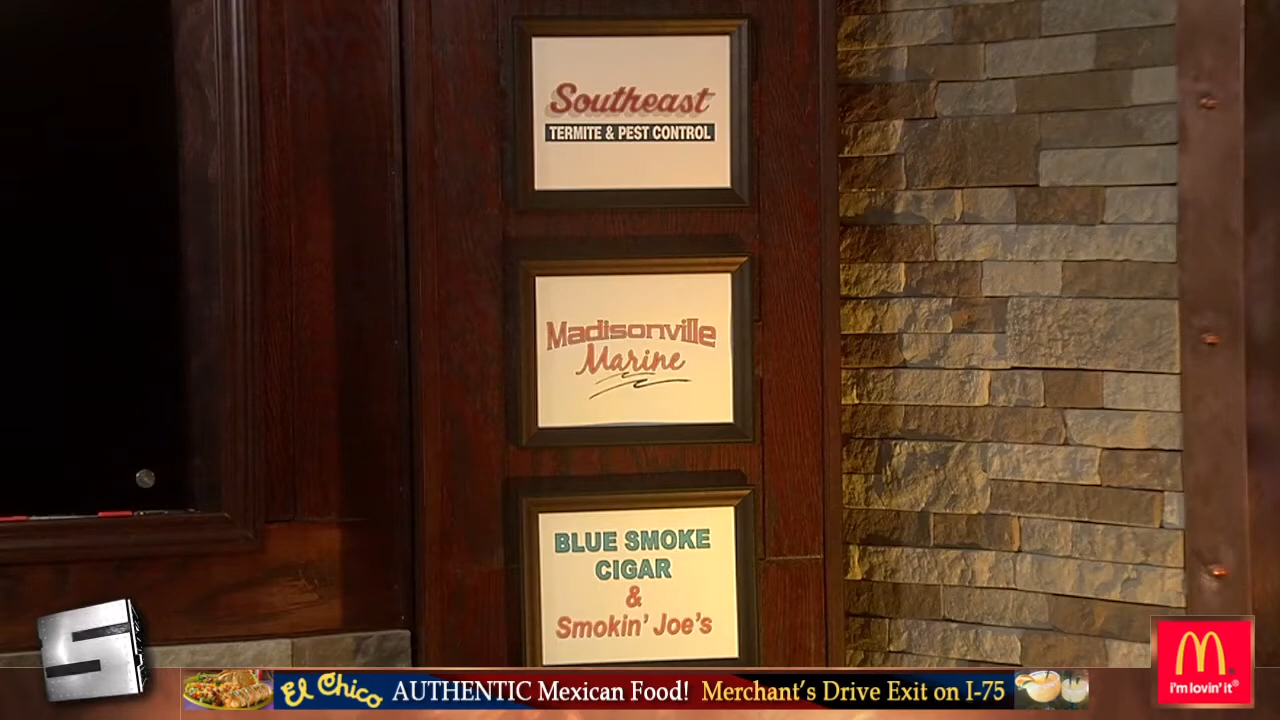 Southeast
TERMITE & PEST CONTROL
Madisonville
Marine
BLUE SMOKE
CIGAR
&
Smokin' Joe's
S
El Chico AUTHENTIC Mexican Food! Merchant's Drive Exit on I-75
M
i'm lovin' it®